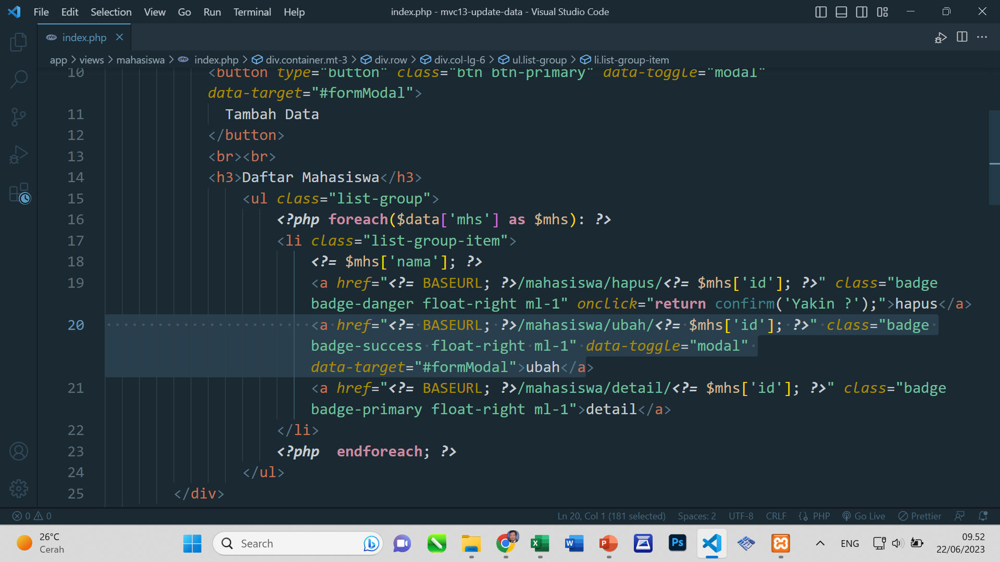 File Edit Selection View Go Run Terminal Help
index.php - mvc13-update-data - Visual Studio Code
php index.php
app > views > mahasiswa > php index.php > div.container.mt-3 > div.row > div.col-lg-6 > ul.list-group > li.list-group-item
10 <button type="button" class="btn btn-primary" data-toggle="modal"
data-target="#formModal">
11 Tambah Data
12 </button>
13 <br><br>
14 <h3>Daftar Mahasiswa</h3>
15 <ul class="list-group">
16 <?php foreach($data['mhs'] as $mhs): ?>
17 <li class="list-group-item">
18 <?= $mhs['nama']; ?>
19 <a href="<?= BASEURL; ?>/mahasiswa/hapus/<?= $mhs['id']; ?>" class="badge
badge-danger float-right ml-1" onclick="return confirm('Yakin ?');">hapus</a>
20 <a href="<?= BASEURL; ?>/mahasiswa/ubah/<?= $mhs['id']; ?>" class="badge
badge-success float-right ml-1" data-toggle="modal"
data-target="#formModal">ubah</a>
21 <a href="<?= BASEURL; ?>/mahasiswa/detail/<?= $mhs['id']; ?>" class="badge
badge-primary float-right ml-1">detail</a>
22 </li>
23 <?php  endforeach; ?>
24 </ul>
25 </div>
0 0
Ln 20, Col 1 (181 selected) Spaces: 2 UTF-8 CRLF PHP Go Live Prettier
26°C
Cerah
Search
X W P Ps
ENG
09.52
22/06/2023